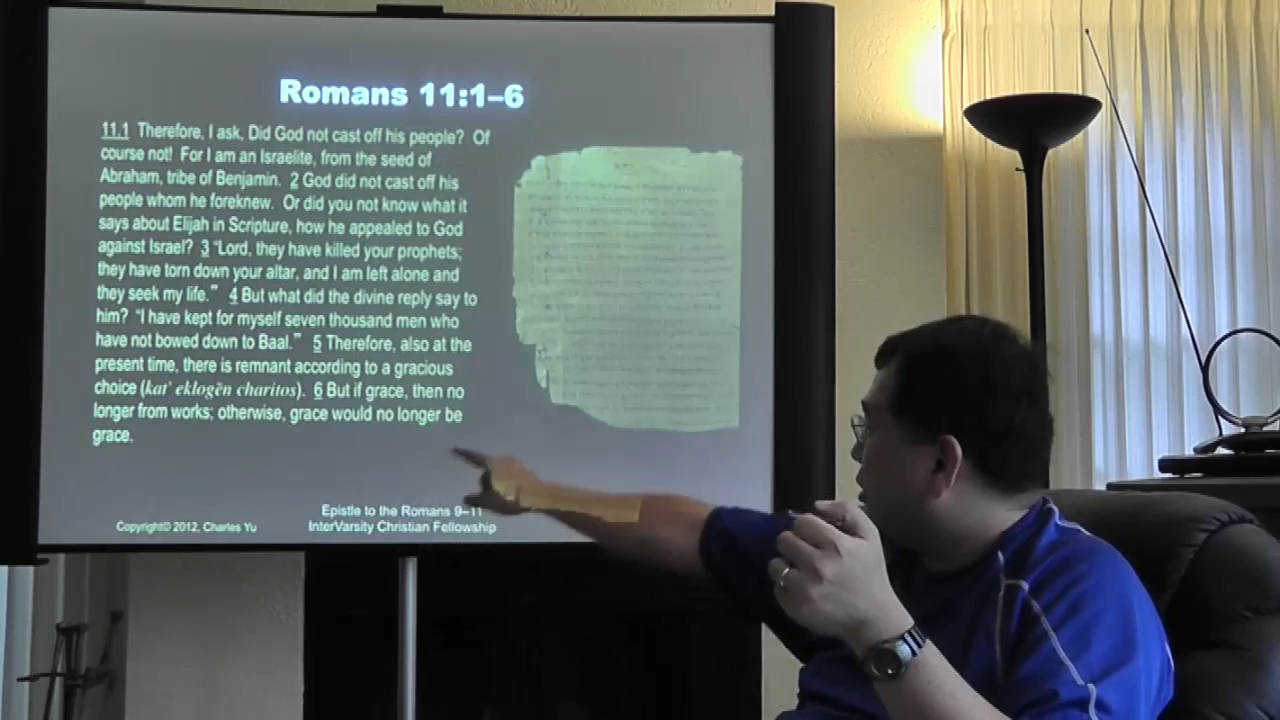 Romans 11:1–6
11.1 Therefore, I ask, Did God not cast off his people? Of
course not! For I am an Israelite, from the seed of
Abraham, tribe of Benjamin. 2 God did not cast off his
people whom he foreknew. Or did you not know what it
says about Elijah in Scripture, how he appealed to God
against Israel? 3 “Lord, they have killed your prophets;
they have torn down your altar, and I am left alone and
they seek my life.” 4 But what did the divine reply say to
him? “I have kept for myself seven thousand men who
have not bowed down to Baal.” 5 Therefore, also at the
present time, there is remnant according to a gracious
choice (kat’ eklogēn charitos). 6 But if grace, then no
longer from works; otherwise, grace would no longer be
grace.
Copyright© 2012, Charles Yu
Epistle to the Romans 9–11
InterVarsity Christian Fellowship